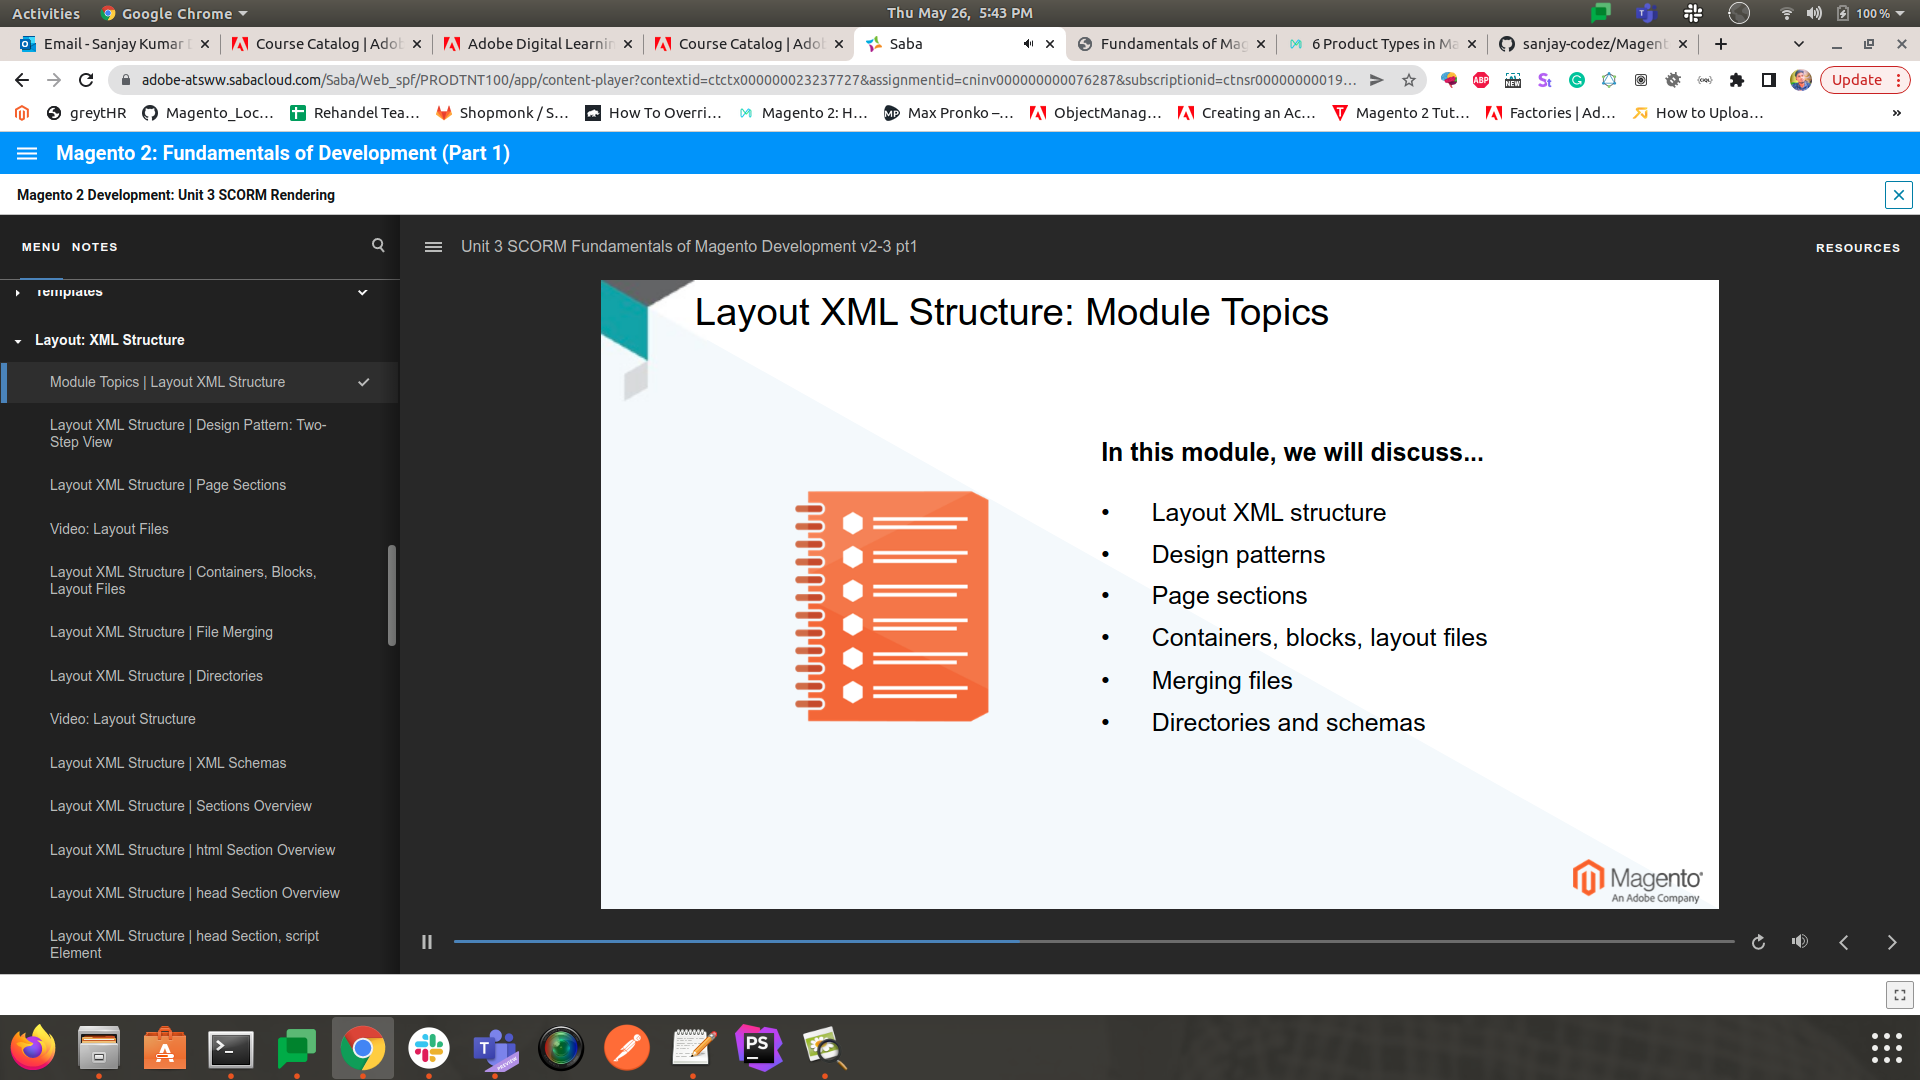 Activities
Google Chrome
Thu May 26, 5:43 PM
100 %
Email - Sanjay Kumar
Course Catalog | Adob
Adobe Digital Learnin
Course Catalog | Adob
Saba
Fundamentals of Mag
6 Product Types in Ma
sanjay-codez/Magent
adobe-atsww.sabacloud.com/Saba/Web_spf/PRODTNT100/app/content-player?contextid=ctctx000000023237727&assignmentid=cninv000000000076287&subscriptionid=ctnsr00000000019...
ABP
NEW
Update
greytHR
Magento_Loc...
Rehandel Tea...
Shopmonk / S...
How To Overri...
Magento 2: H...
Max Pronko –...
ObjectManag...
Creating an Ac...
Magento 2 Tut...
Factories | Ad...
How to Uploa...
»
Magento 2: Fundamentals of Development (Part 1)
Magento 2 Development: Unit 3 SCORM Rendering
MENU NOTES
Unit 3 SCORM Fundamentals of Magento Development v2-3 pt1
RESOURCES
Templates
Layout: XML Structure
Module Topics | Layout XML Structure
Layout XML Structure | Design Pattern: Two-
Step View
Layout XML Structure | Page Sections
Video: Layout Files
Layout XML Structure | Containers, Blocks,
Layout Files
Layout XML Structure | File Merging
Layout XML Structure | Directories
Video: Layout Structure
Layout XML Structure | XML Schemas
Layout XML Structure | Sections Overview
Layout XML Structure | html Section Overview
Layout XML Structure | head Section Overview
Layout XML Structure | head Section, script
Element
Layout XML Structure: Module Topics
In this module, we will discuss...
• Layout XML structure
• Design patterns
• Page sections
• Containers, blocks, layout files
• Merging files
• Directories and schemas
Magento
An Adobe Company
T
PREVIEW
PS